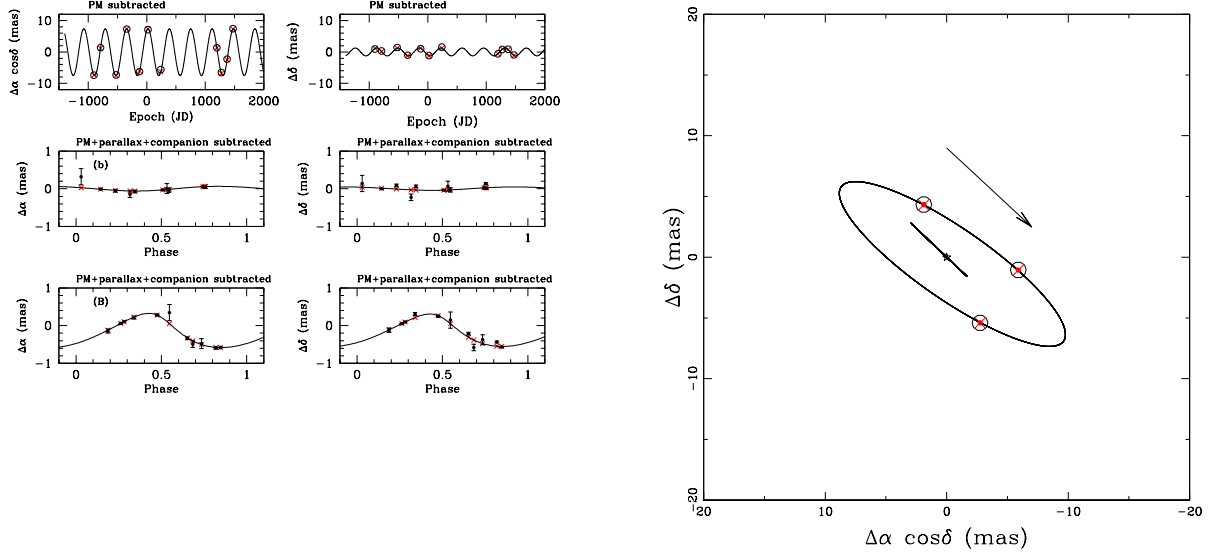 PM subtracted
10
0
−10
Δα cosδ (mas)
−1000
0
1000
2000
Epoch (JD)
PM subtracted
10
0
−10
Δδ (mas)
−1000
0
1000
2000
Epoch (JD)
PM+parallax+companion subtracted
(b)
1
0
−1
Δα (mas)
0
0.5
1
Phase
PM+parallax+companion subtracted
1
0
−1
Δδ (mas)
0
0.5
1
Phase
PM+parallax+companion subtracted
(B)
1
0
−1
Δα (mas)
0
0.5
1
Phase
PM+parallax+companion subtracted
1
0
−1
Δδ (mas)
0
0.5
1
Phase
20
10
0
−10
−20
Δδ (mas)
20
10
0
−10
−20
Δα cosδ (mas)